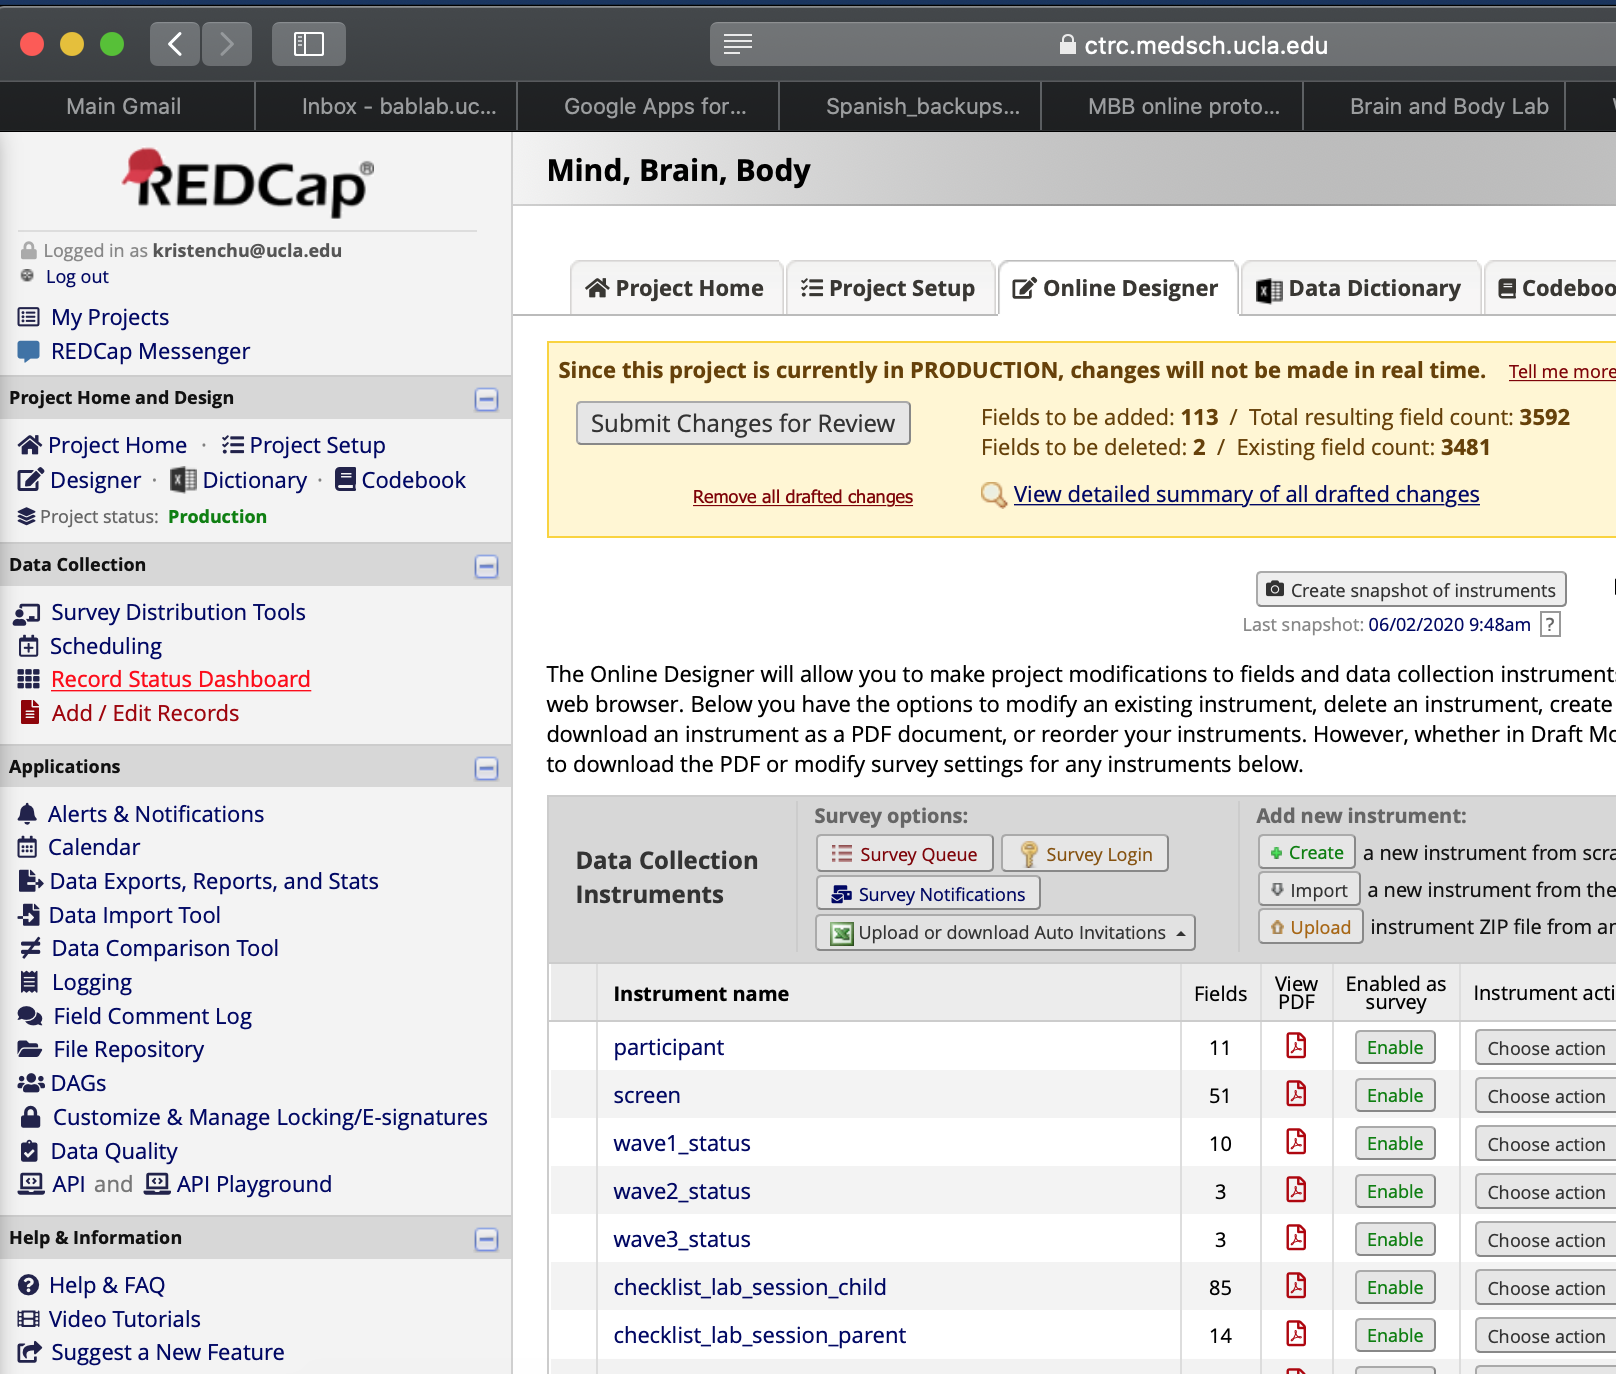 ctrc.medsch.ucla.edu
Main Gmail
Inbox - bablab.uc...
Google Apps for...
Spanish_backups...
MBB online proto...
Brain and Body Lab
REDCap®
Logged in as kristenchu@ucla.edu
Log out
My Projects
REDCap Messenger
Project Home and Design
Project Home · Project Setup
Designer · Dictionary · Codebook
Project status: Production
Data Collection
Survey Distribution Tools
Scheduling
Record Status Dashboard
Add / Edit Records
Applications
Alerts & Notifications
Calendar
Data Exports, Reports, and Stats
Data Import Tool
Data Comparison Tool
Logging
Field Comment Log
File Repository
DAGs
Customize & Manage Locking/E-signatures
Data Quality
API and API Playground
Help & Information
Help & FAQ
Video Tutorials
Suggest a New Feature
Mind, Brain, Body
Project Home
Project Setup
Online Designer
Data Dictionary
Codeboo
Since this project is currently in PRODUCTION, changes will not be made in real time. Tell me more
Submit Changes for Review
Remove all drafted changes
Fields to be added: 113 / Total resulting field count: 3592
Fields to be deleted: 2 / Existing field count: 3481
View detailed summary of all drafted changes
Create snapshot of instruments
Last snapshot: 06/02/2020 9:48am ?
The Online Designer will allow you to make project modifications to fields and data collection instruments
web browser. Below you have the options to modify an existing instrument, delete an instrument, create
download an instrument as a PDF document, or reorder your instruments. However, whether in Draft Mo
to download the PDF or modify survey settings for any instruments below.
Data Collection
Instruments
Survey options:
Survey Queue
Survey Login
Survey Notifications
Upload or download Auto Invitations
Add new instrument:
Create a new instrument from scra
Import a new instrument from the
Upload instrument ZIP file from an
Instrument name Fields View PDF Enabled as survey Instrument acti
participant 11 Enable Choose action
screen 51 Enable Choose action
wave1_status 10 Enable Choose action
wave2_status 3 Enable Choose action
wave3_status 3 Enable Choose action
checklist_lab_session_child 85 Enable Choose action
checklist_lab_session_parent 14 Enable Choose action